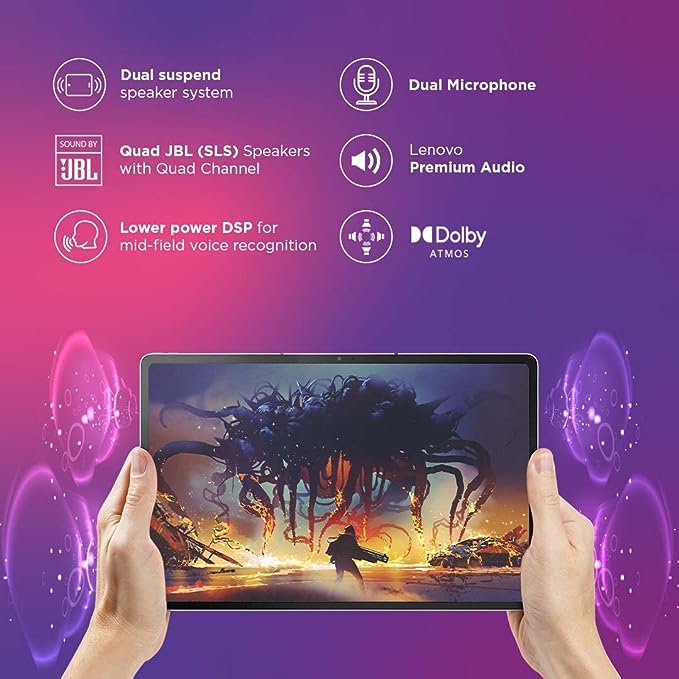 Dual suspend
speaker system
Dual Microphone
SOUND BY
JBL
Quad JBL (SLS) Speakers
with Quad Channel
Lenovo
Premium Audio
Lower power DSP for
mid-field voice recognition
Dolby
ATMOS